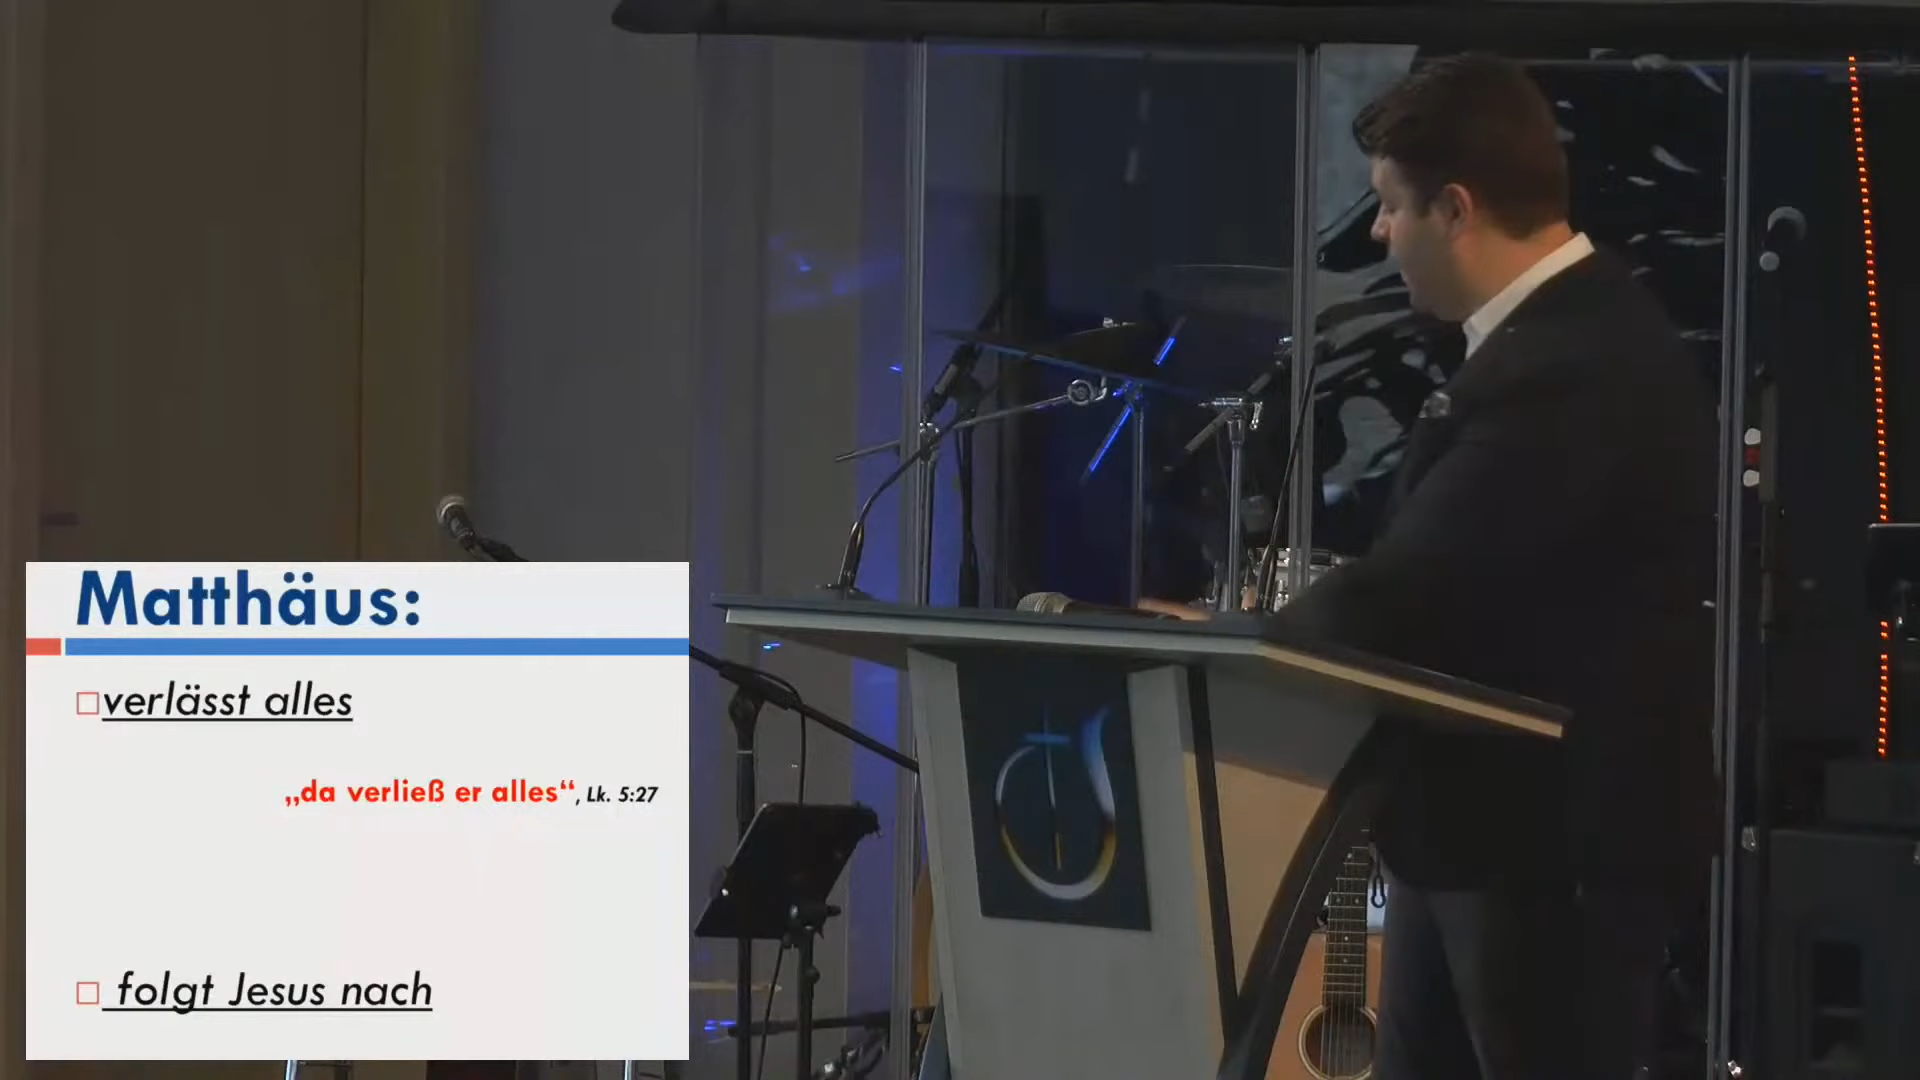 Matthäus:
verlässt alles
„da verließ er alles“, Lk. 5:27
folgt Jesus nach